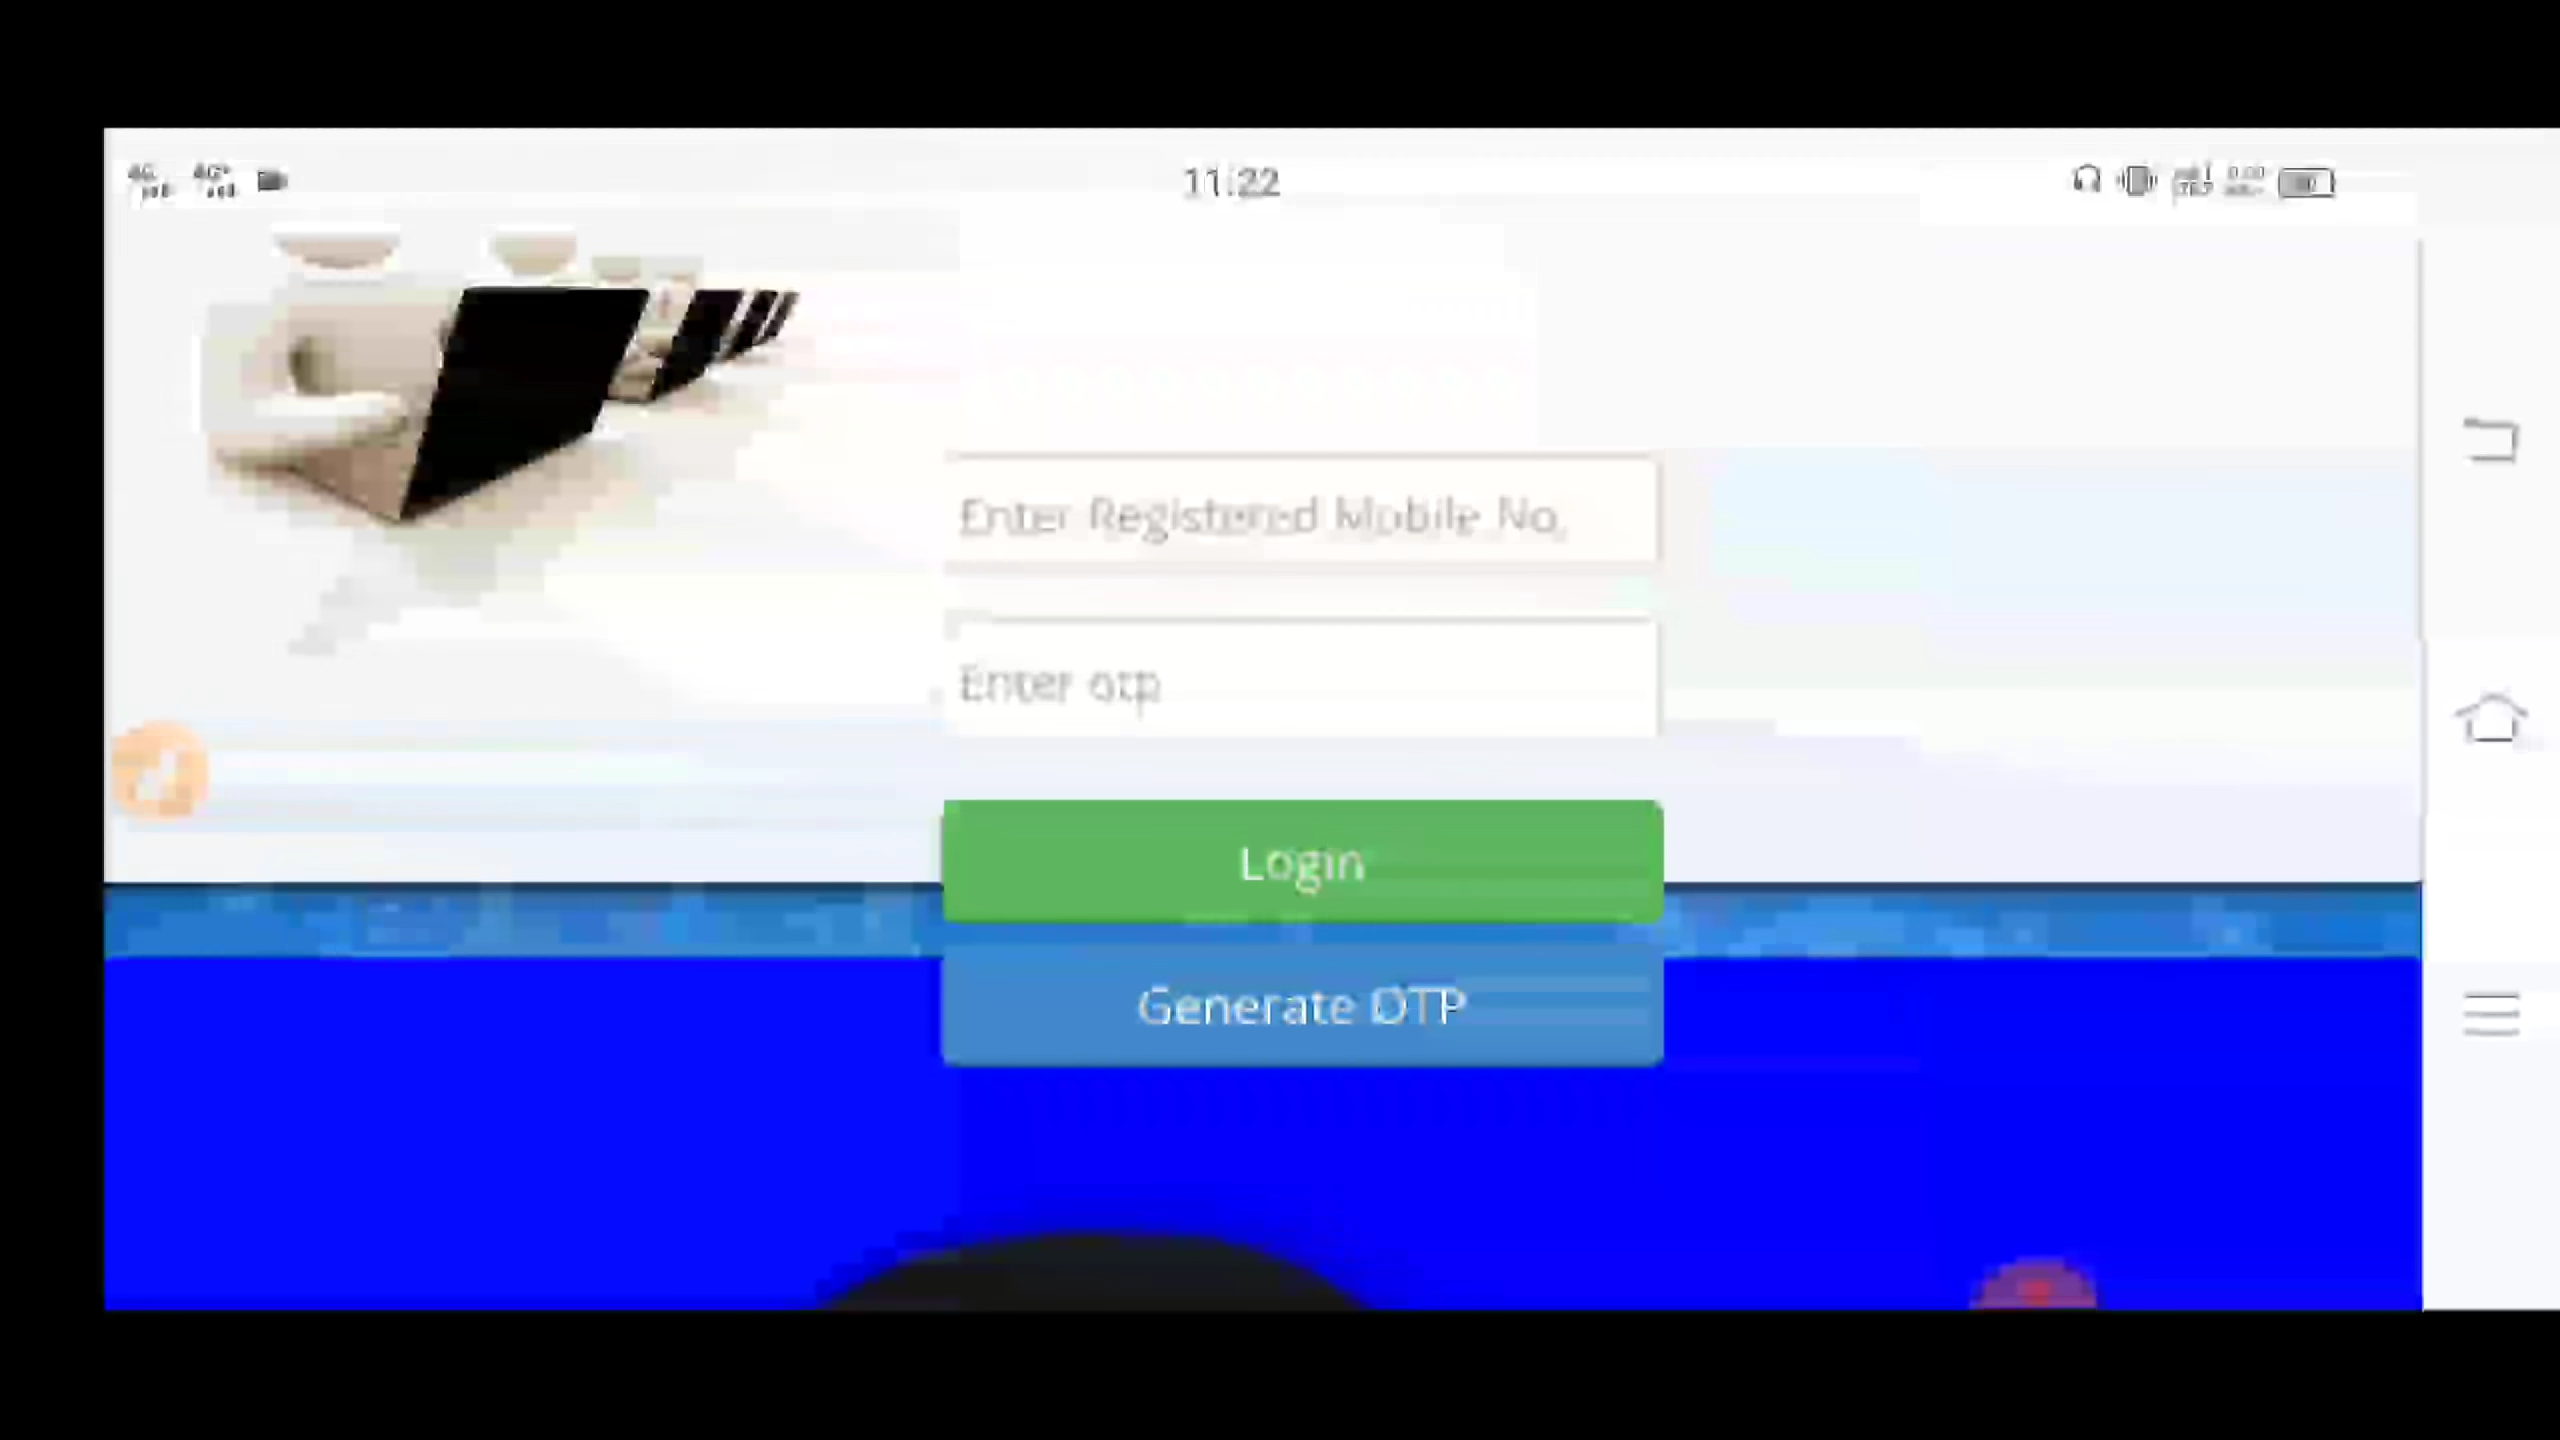 11:22
Enter Registered Mobile No.
Enter otp
Login
Generate OTP